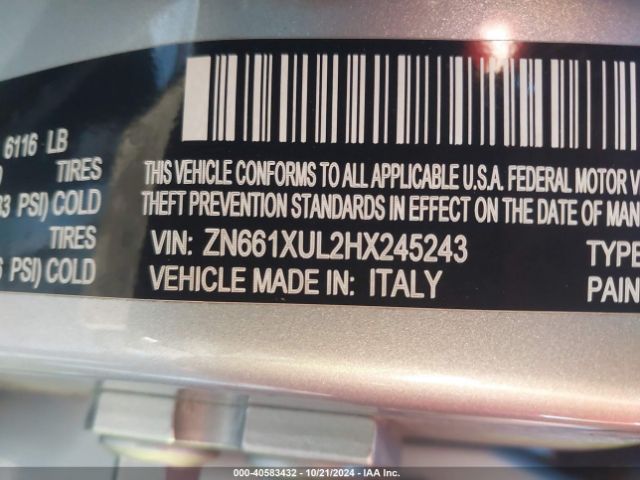 6116 LB
TIRES
PSI) COLD
TIRES
PSI) COLD
THIS VEHICLE CONFORMS TO ALL APPLICABLE U.S.A. FEDERAL MOTOR V
THEFT PREVENTION STANDARDS IN EFFECT ON THE DATE OF MAN
VIN: ZN661XUL2HX245243
TYPE
VEHICLE MADE IN: ITALY
PAIN
000-40583432 - 10/21/2024 - IAA Inc.